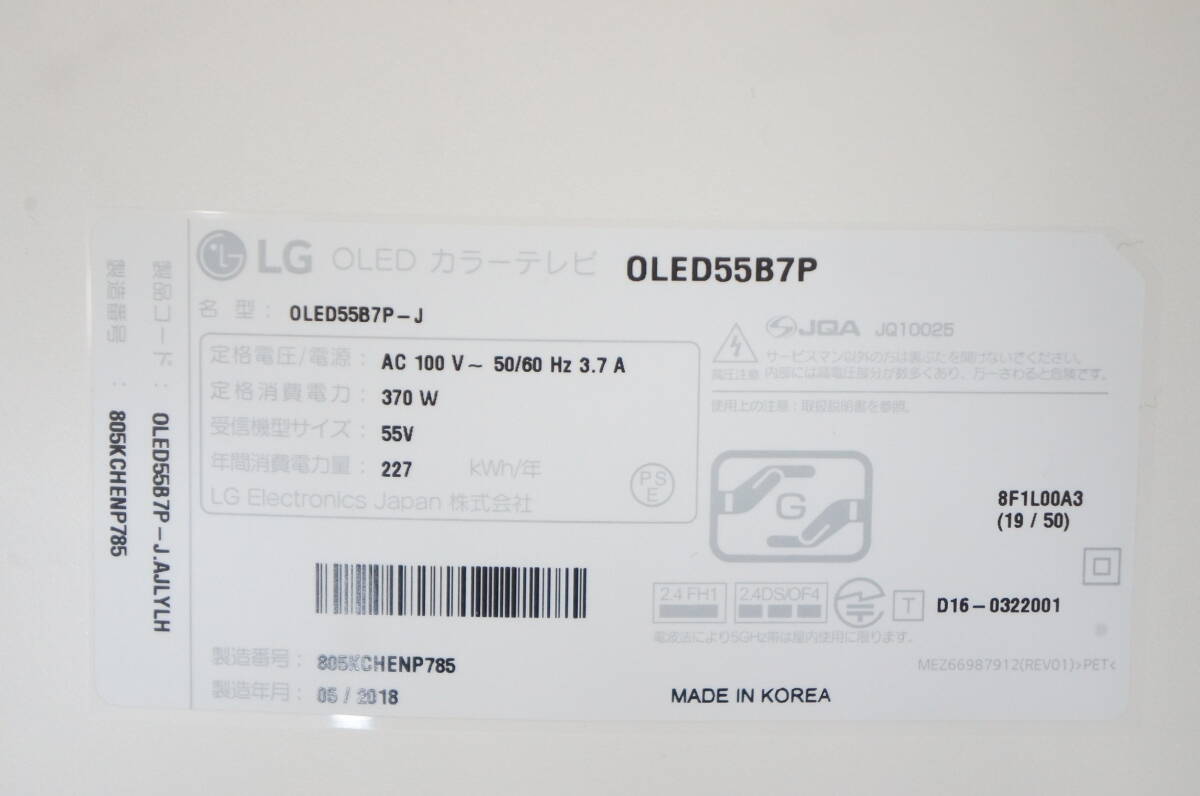 LG OLED カラーテレビ OLED55B7P
名 型 : OLED55B7P-J
定格電圧/電源 : AC 100 V~ 50/60 Hz 3.7 A
定格消費電力 : 370 W
受信機型サイズ : 55V
年間消費電力量 : 227 kWh/年
LG Electronics Japan 株式会社
PS
E
製造番号 : 805KCHENP785
製造年月 : 05 / 2018
製品コード : OLED55B7P-J.AJLYLH
製造番号 : 805KCHENP785
JQA JQ10025
サービスマン以外の方は裏ぶたを開けないでください。
高圧注意 内部には高電圧部分が数多くあり、万一さわると危険です。
使用上の注意 : 取扱説明書を参照。
G
8F1L00A3
(19 / 50)
2.4 FH1
2.4DS/OF4
T
D16-0322001
電波法により5GHz帯は屋内使用に限ります。
MEZ66987912(REV01)>PET<
MADE IN KOREA